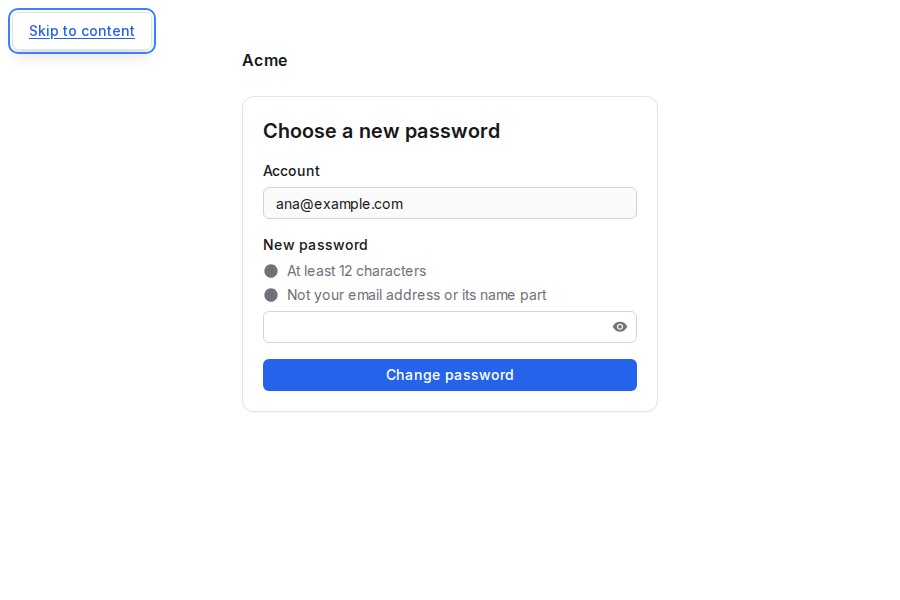 Skip to content
Acme
Choose a new password
Account
ana@example.com
New password
At least 12 characters
Not your email address or its name part
Change password